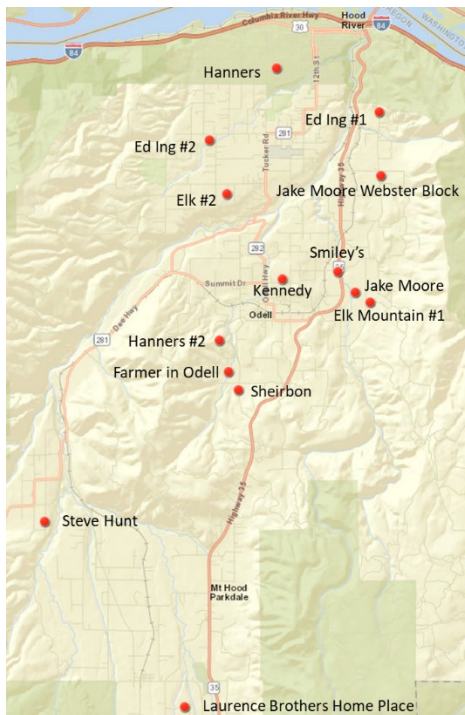 Columbia River Hwy
Hood
River
OREGON
WASHINGTON
84
30
84
Hanners
12th St
Ed Ing #1
281
Ed Ing #2
Tucker Rd
Jake Moore Webster Block
Elk #2
Highway 35
282
Smiley’s
35
Summit Dr
Kennedy
Odell Hwy
Jake Moore
Odell
Elk Mountain #1
Dee Hwy
281
Hanners #2
Farmer in Odell
Sheirbon
Highway 35
Steve Hunt
Mt Hood
Parkdale
35
Laurence Brothers Home Place